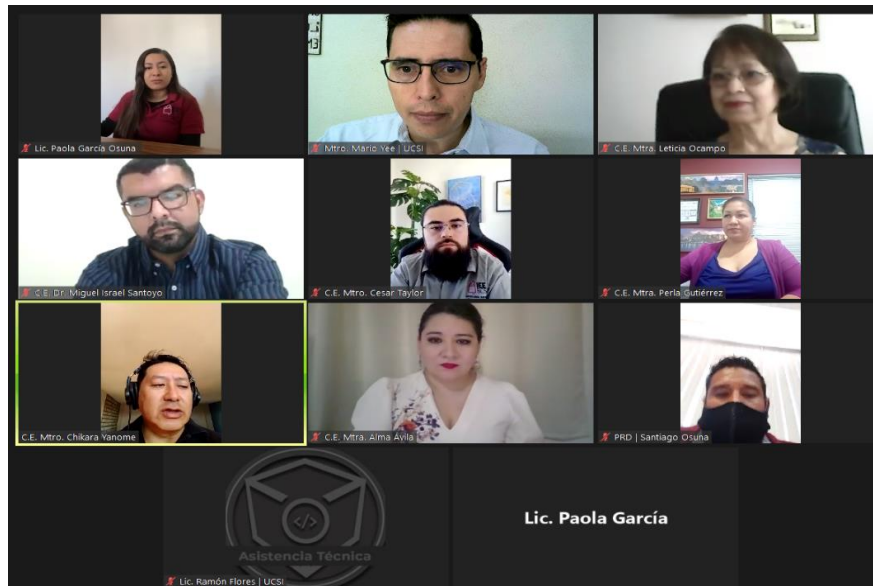 Lic. Paola García Osuna
Mtro. Mario Yee | UCSI
C.E. Mtra. Leticia Ocampo
C.E. Dr. Miguel Israel Santoyo
C.E. Mtro. Cesar Taylor
C.E. Mtra. Perla Gutiérrez
C.E. Mtro. Chikara Yanome
C.E. Mtra. Alma Ávila
PRD | Santiago Osuna
</>
Asistencia Técnica
Lic. Ramón Flores | UCSI
Lic. Paola García